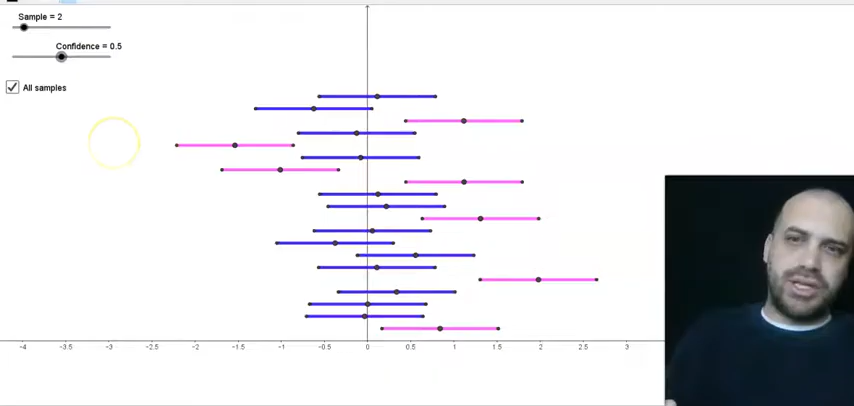 Sample = 2
Confidence = 0.5
All samples
-4 -3.5 -3 -2.5 -2 -1.5 -1 -0.5 0 0.5 1 1.5 2 2.5 3